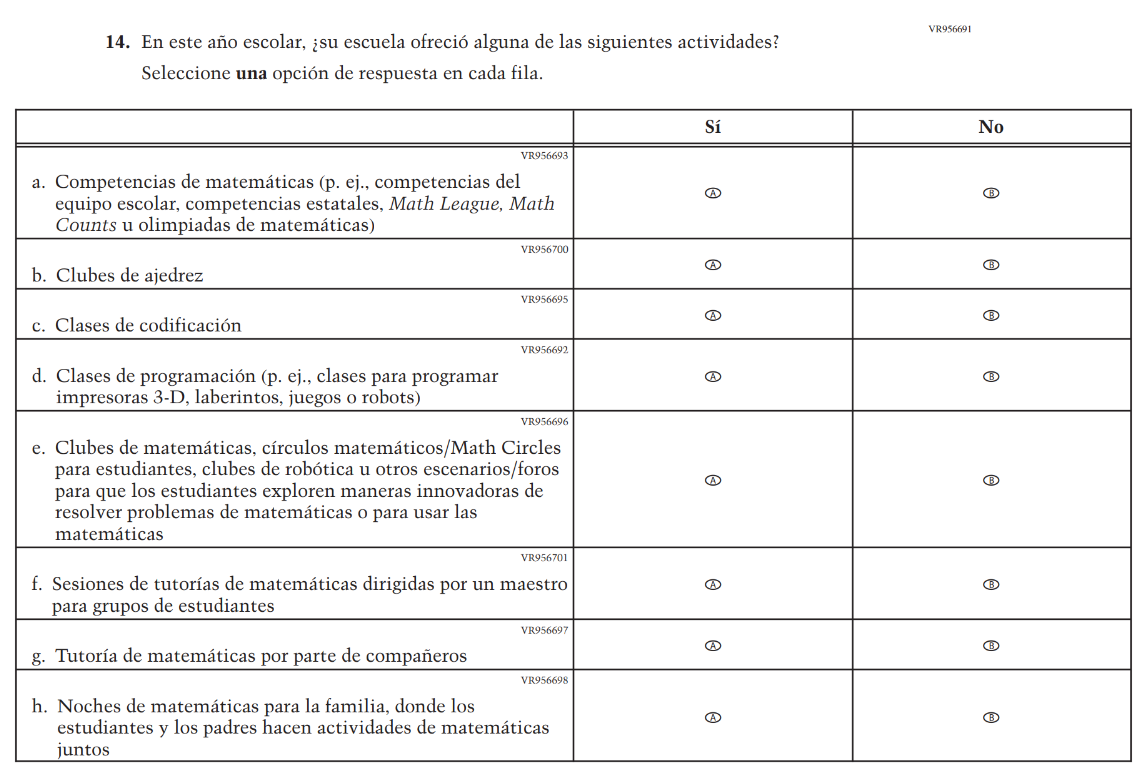 VR956691
14. En este año escolar, ¿su escuela ofreció alguna de las siguientes actividades?
Seleccione una opción de respuesta en cada fila.
Sí No
VR956693
a. Competencias de matemáticas (p. ej., competencias del
equipo escolar, competencias estatales, Math League, Math
Counts u olimpiadas de matemáticas)
A B
VR956700
b. Clubes de ajedrez
A B
VR956695
c. Clases de codificación
A B
VR956692
d. Clases de programación (p. ej., clases para programar
impresoras 3-D, laberintos, juegos o robots)
A B
VR956696
e. Clubes de matemáticas, círculos matemáticos/Math Circles
para estudiantes, clubes de robótica u otros escenarios/foros
para que los estudiantes exploren maneras innovadoras de
resolver problemas de matemáticas o para usar las
matemáticas
A B
VR956701
f. Sesiones de tutorías de matemáticas dirigidas por un maestro
para grupos de estudiantes
A B
VR956697
g. Tutoría de matemáticas por parte de compañeros
A B
VR956698
h. Noches de matemáticas para la familia, donde los
estudiantes y los padres hacen actividades de matemáticas
juntos
A B